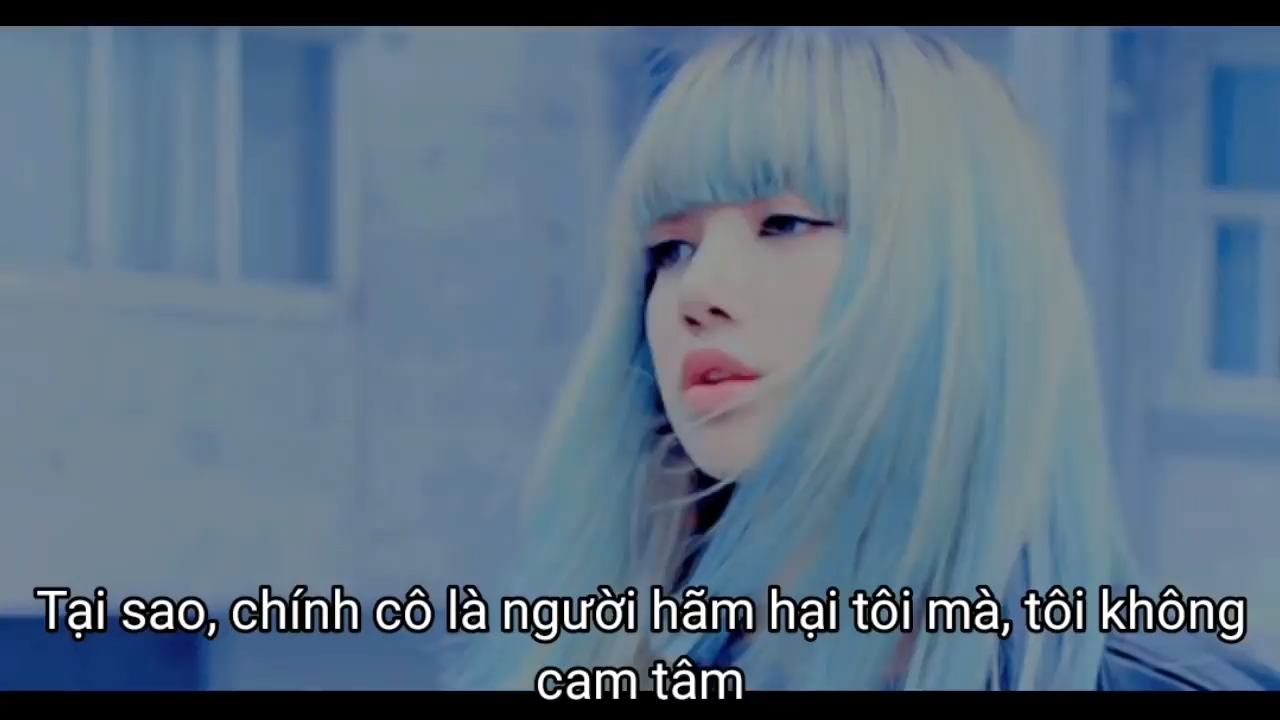 Tại sao, chính cô là người hãm hại tôi mà, tôi không
cam tâm